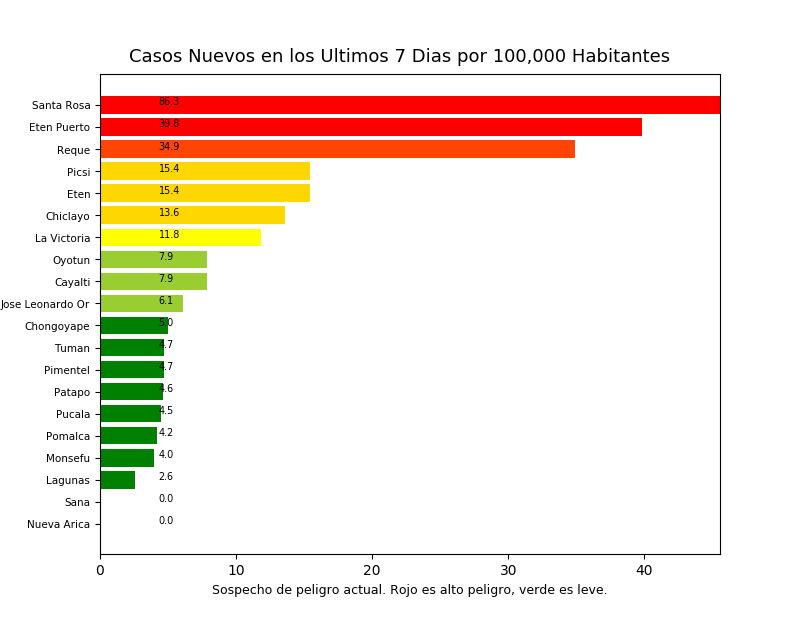 Casos Nuevos en los Ultimos 7 Dias por 100,000 Habitantes
Santa Rosa 86.3
Eten Puerto 39.8
Reque 34.9
Picsi 15.4
Eten 15.4
Chiclayo 13.6
La Victoria 11.8
Oyotun 7.9
Cayalti 7.9
Jose Leonardo Or 6.1
Chongoyape 5.0
Tuman 4.7
Pimentel 4.7
Patapo 4.6
Pucala 4.5
Pomalca 4.2
Monsefu 4.0
Lagunas 2.6
Sana 0.0
Nueva Arica 0.0
0 10 20 30 40
Sospecho de peligro actual. Rojo es alto peligro, verde es leve.